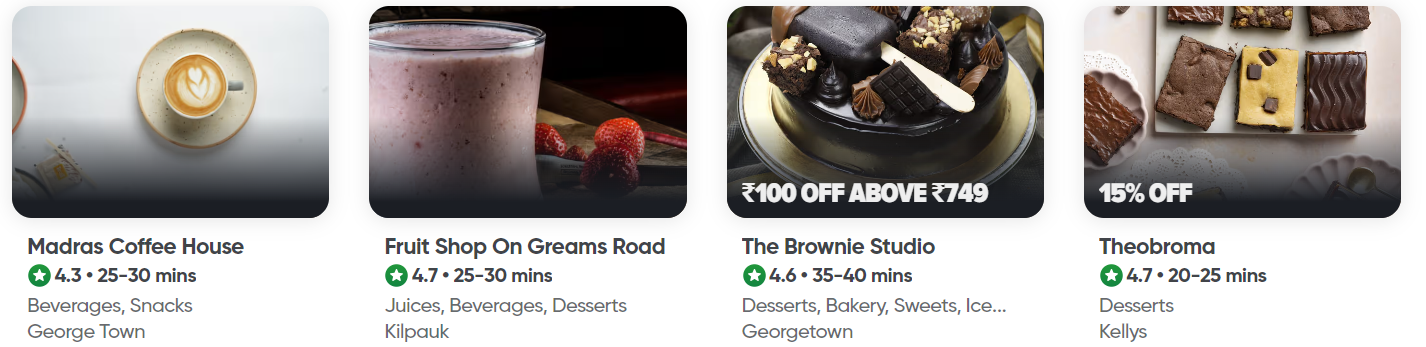 Madras Coffee House
4.3 • 25-30 mins
Beverages, Snacks
George Town
Fruit Shop On Greams Road
4.7 • 25-30 mins
Juices, Beverages, Desserts
Kilpauk
₹100 OFF ABOVE ₹749
The Brownie Studio
4.6 • 35-40 mins
Desserts, Bakery, Sweets, Ice...
Georgetown
15% OFF
Theobroma
4.7 • 20-25 mins
Desserts
Kellys